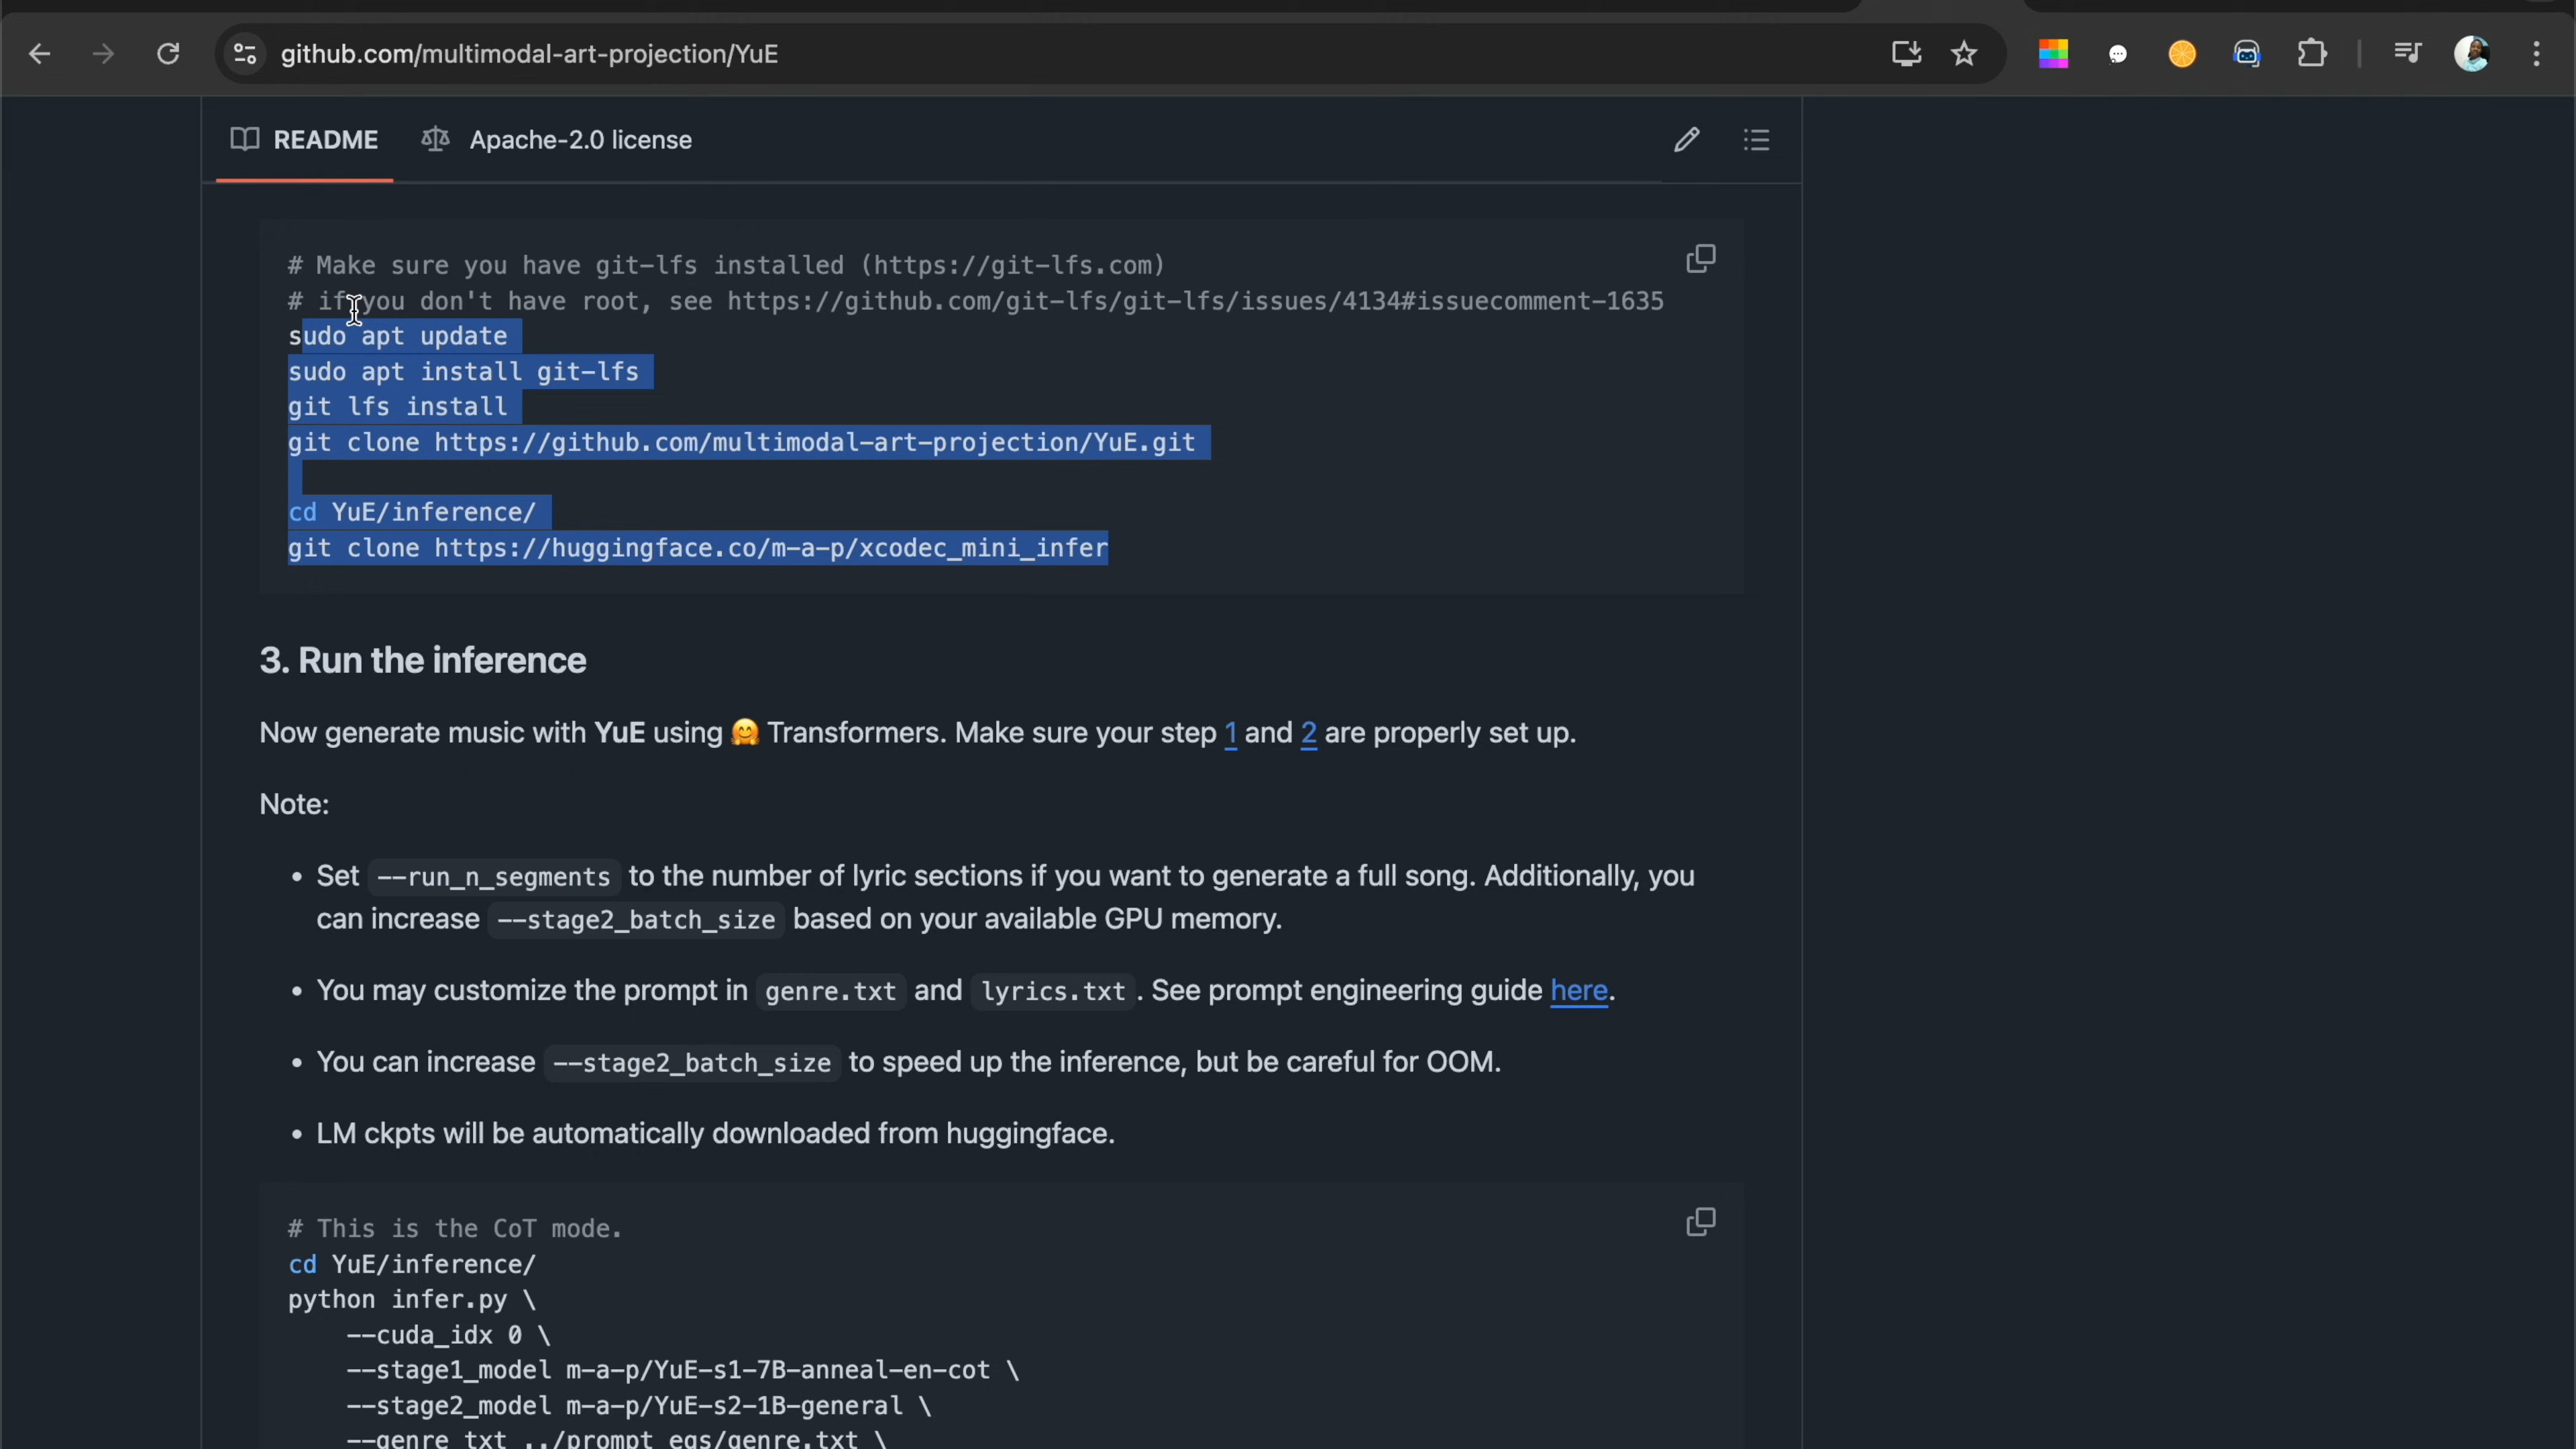 github.com/multimodal-art-projection/YuE
README
Apache-2.0 license
# Make sure you have git-lfs installed (https://git-lfs.com)
# if you don't have root, see https://github.com/git-lfs/git-lfs/issues/4134#issuecomment-1635
sudo apt update
sudo apt install git-lfs
git lfs install
git clone https://github.com/multimodal-art-projection/YuE.git
cd YuE/inference/
git clone https://huggingface.co/m-a-p/xcodec_mini_infer
3. Run the inference
Now generate music with YuE using 🤗 Transformers. Make sure your step 1 and 2 are properly set up.
Note:
• Set --run_n_segments to the number of lyric sections if you want to generate a full song. Additionally, you
can increase --stage2_batch_size based on your available GPU memory.
• You may customize the prompt in genre.txt and lyrics.txt. See prompt engineering guide here.
• You can increase --stage2_batch_size to speed up the inference, but be careful for OOM.
• LM ckpts will be automatically downloaded from huggingface.
# This is the CoT mode.
cd YuE/inference/
python infer.py \
--cuda_idx 0 \
--stage1_model m-a-p/YuE-s1-7B-anneal-en-cot \
--stage2_model m-a-p/YuE-s2-1B-general \
--genre_txt ../prompt_egs/genre.txt \